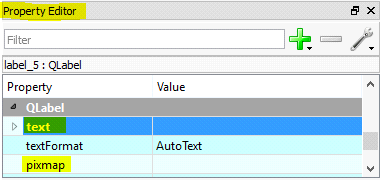 Property Editor
Filter
label_5 : QLabel
Property Value
QLabel
text
textFormat AutoText
pixmap